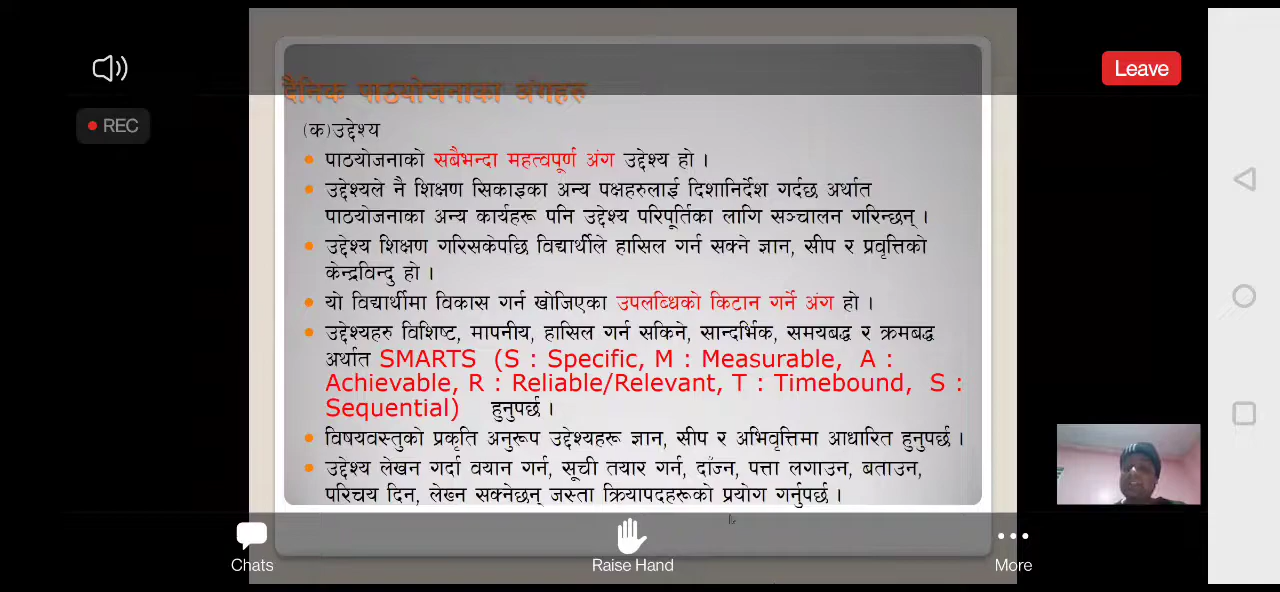 Leave
REC
दैनिक पाठयोजनाका अंगहरु
(क)उद्देश्य
पाठयोजनाको सबैभन्दा महत्वपूर्ण अंग उद्देश्य हो ।
उद्देश्यले नै शिक्षण सिकाइका अन्य पक्षहरुलाई दिशानिर्देश गर्दछ अर्थात
पाठयोजनाका अन्य कार्यहरू पनि उद्देश्य परिपूर्तिका लागि सञ्चालन गरिन्छन् ।
उद्देश्य शिक्षण गरिसकेपछि विद्यार्थीले हासिल गर्न सक्ने ज्ञान, सीप र प्रवृत्तिको
केन्द्रविन्दु हो ।
यो विद्यार्थीमा विकास गर्न खोजिएका उपलब्धिको किटान गर्ने अंग हो ।
उद्देश्यहरु विशिष्ट, मापनीय, हासिल गर्न सकिने, सान्दर्भिक, समयबद्ध र क्रमबद्ध
अर्थात SMARTS (S : Specific, M : Measurable, A :
Achievable, R : Reliable/Relevant, T : Timebound, S :
Sequential) हुनुपर्छ ।
विषयवस्तुको प्रकृति अनुरूप उद्देश्यहरू ज्ञान, सीप र अभिवृत्तिमा आधारित हुनुपर्छ ।
उद्देश्य लेखन गर्दा वयान गर्न, सूची तयार गर्न, दाँज्न, पत्ता लगाउन, बताउन,
परिचय दिन, लेख्न सक्नेछन् जस्ता क्रियापदहरूको प्रयोग गर्नुपर्छ ।
Chats
Raise Hand
More